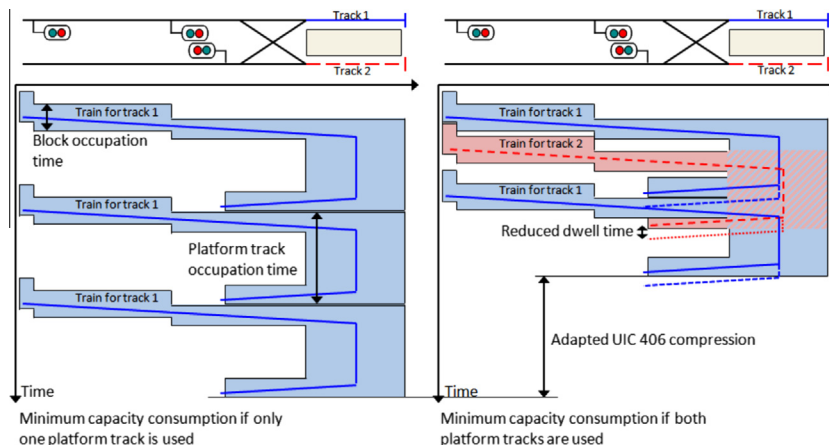 Track 1
Track 2
Train for track 1
Block occupation
time
Train for track 1
Platform track
occupation time
Train for track 1
Time
Minimum capacity consumption if only
one platform track is used
Track 1
Track 2
Train for track 1
Train for track 2
Train for track 1
Reduced dwell time
Adapted UIC 406 compression
Time
Minimum capacity consumption if both
platform tracks are used